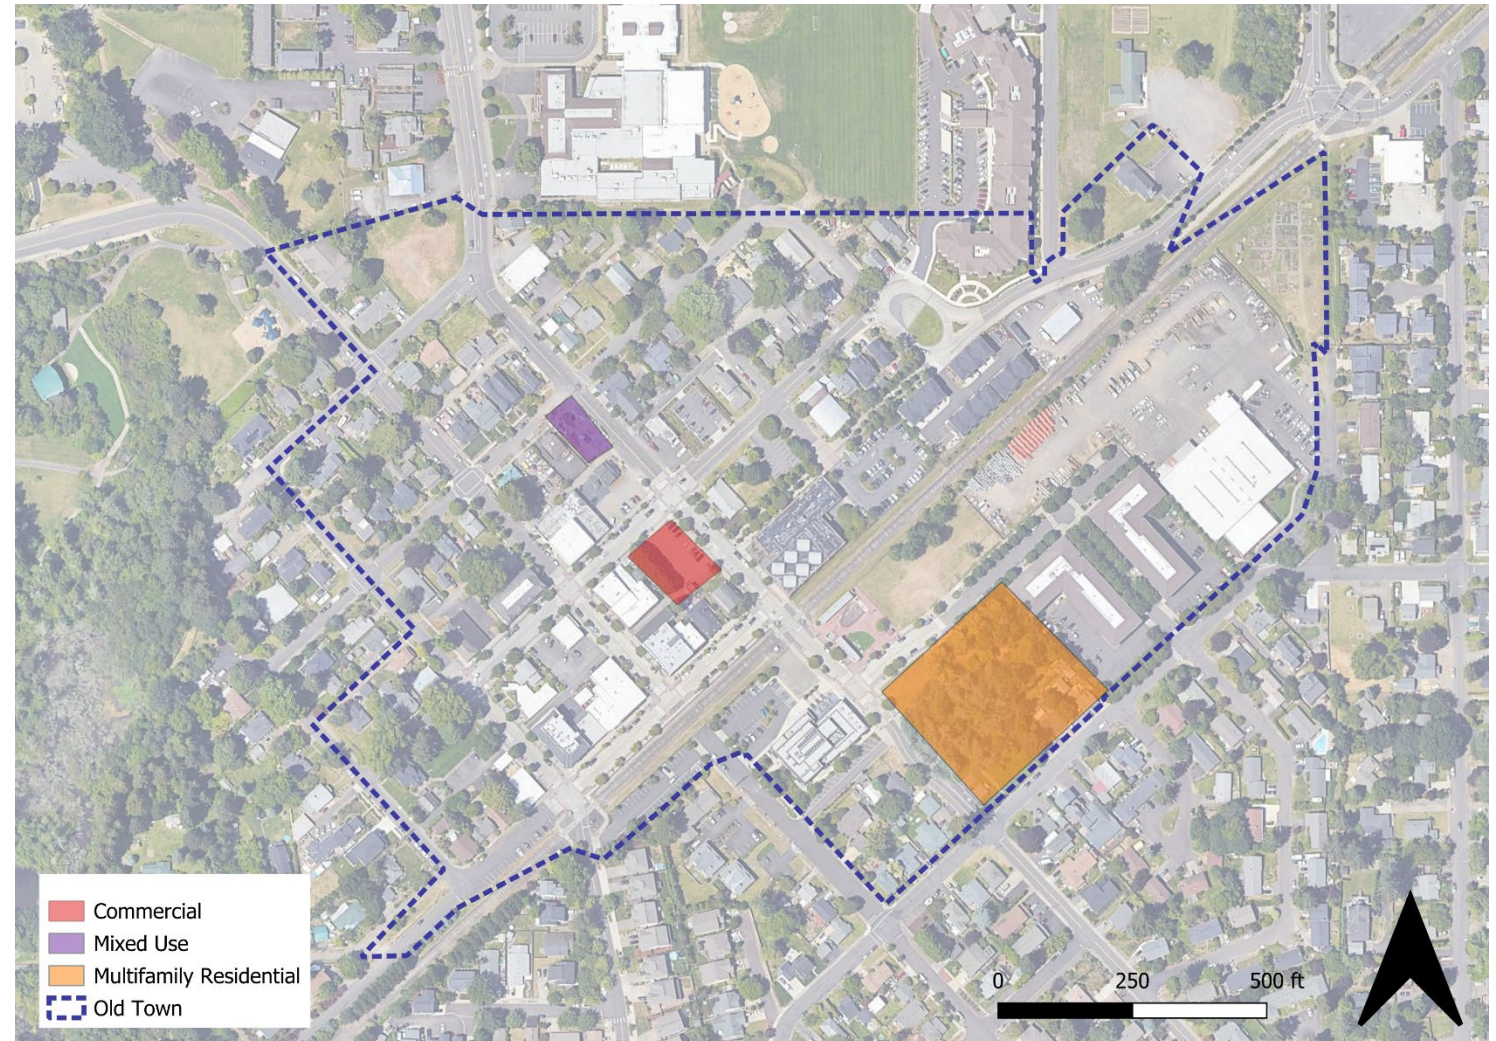 Commercial
Mixed Use
Multifamily Residential
Old Town
0 250 500 ft